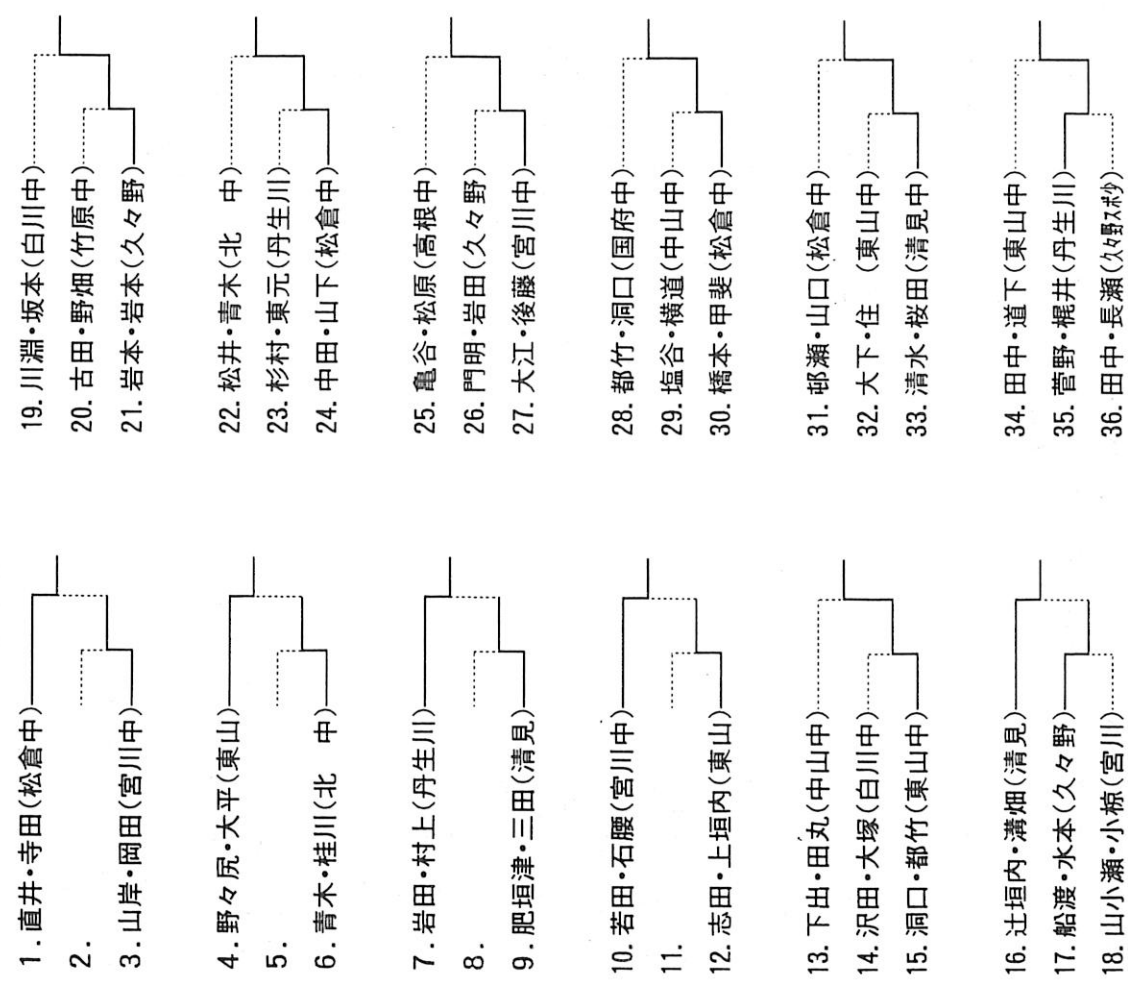 1. 直井・寺田(松倉中)
2.
3. 山岸・岡田(宮川中)
4. 野々尻・大平(東山)
5.
6. 青木・桂川(北　中)
7. 岩田・村上(丹生川)
8.
9. 肥垣津・三田(清見)
10. 若田・石腰(宮川中)
11.
12. 志田・上垣内(東山)
13. 下出・田丸(中山中)
14. 沢田・大塚(白川中)
15. 洞口・都竹(東山中)
16. 辻垣内・溝畑(清見)
17. 船渡・水本(久々野)
18. 山小瀬・小椋(宮川)
19. 川淵・坂本(白川中)
20. 古田・野畑(竹原中)
21. 岩本・岩本(久々野)
22. 松井・青木(北　中)
23. 杉村・東元(丹生川)
24. 中田・山下(松倉中)
25. 亀谷・松原(高根中)
26. 門明・岩田(久々野)
27. 大江・後藤(宮川中)
28. 都竹・洞口(国府中)
29. 塩谷・横道(中山中)
30. 橋本・甲斐(松倉中)
31. 邨瀬・山口(松倉中)
32. 大下・住　(東山中)
33. 清水・桜田(清見中)
34. 田中・道下(東山中)
35. 菅野・梶井(丹生川)
36. 田中・長瀬(久々野スポ少)